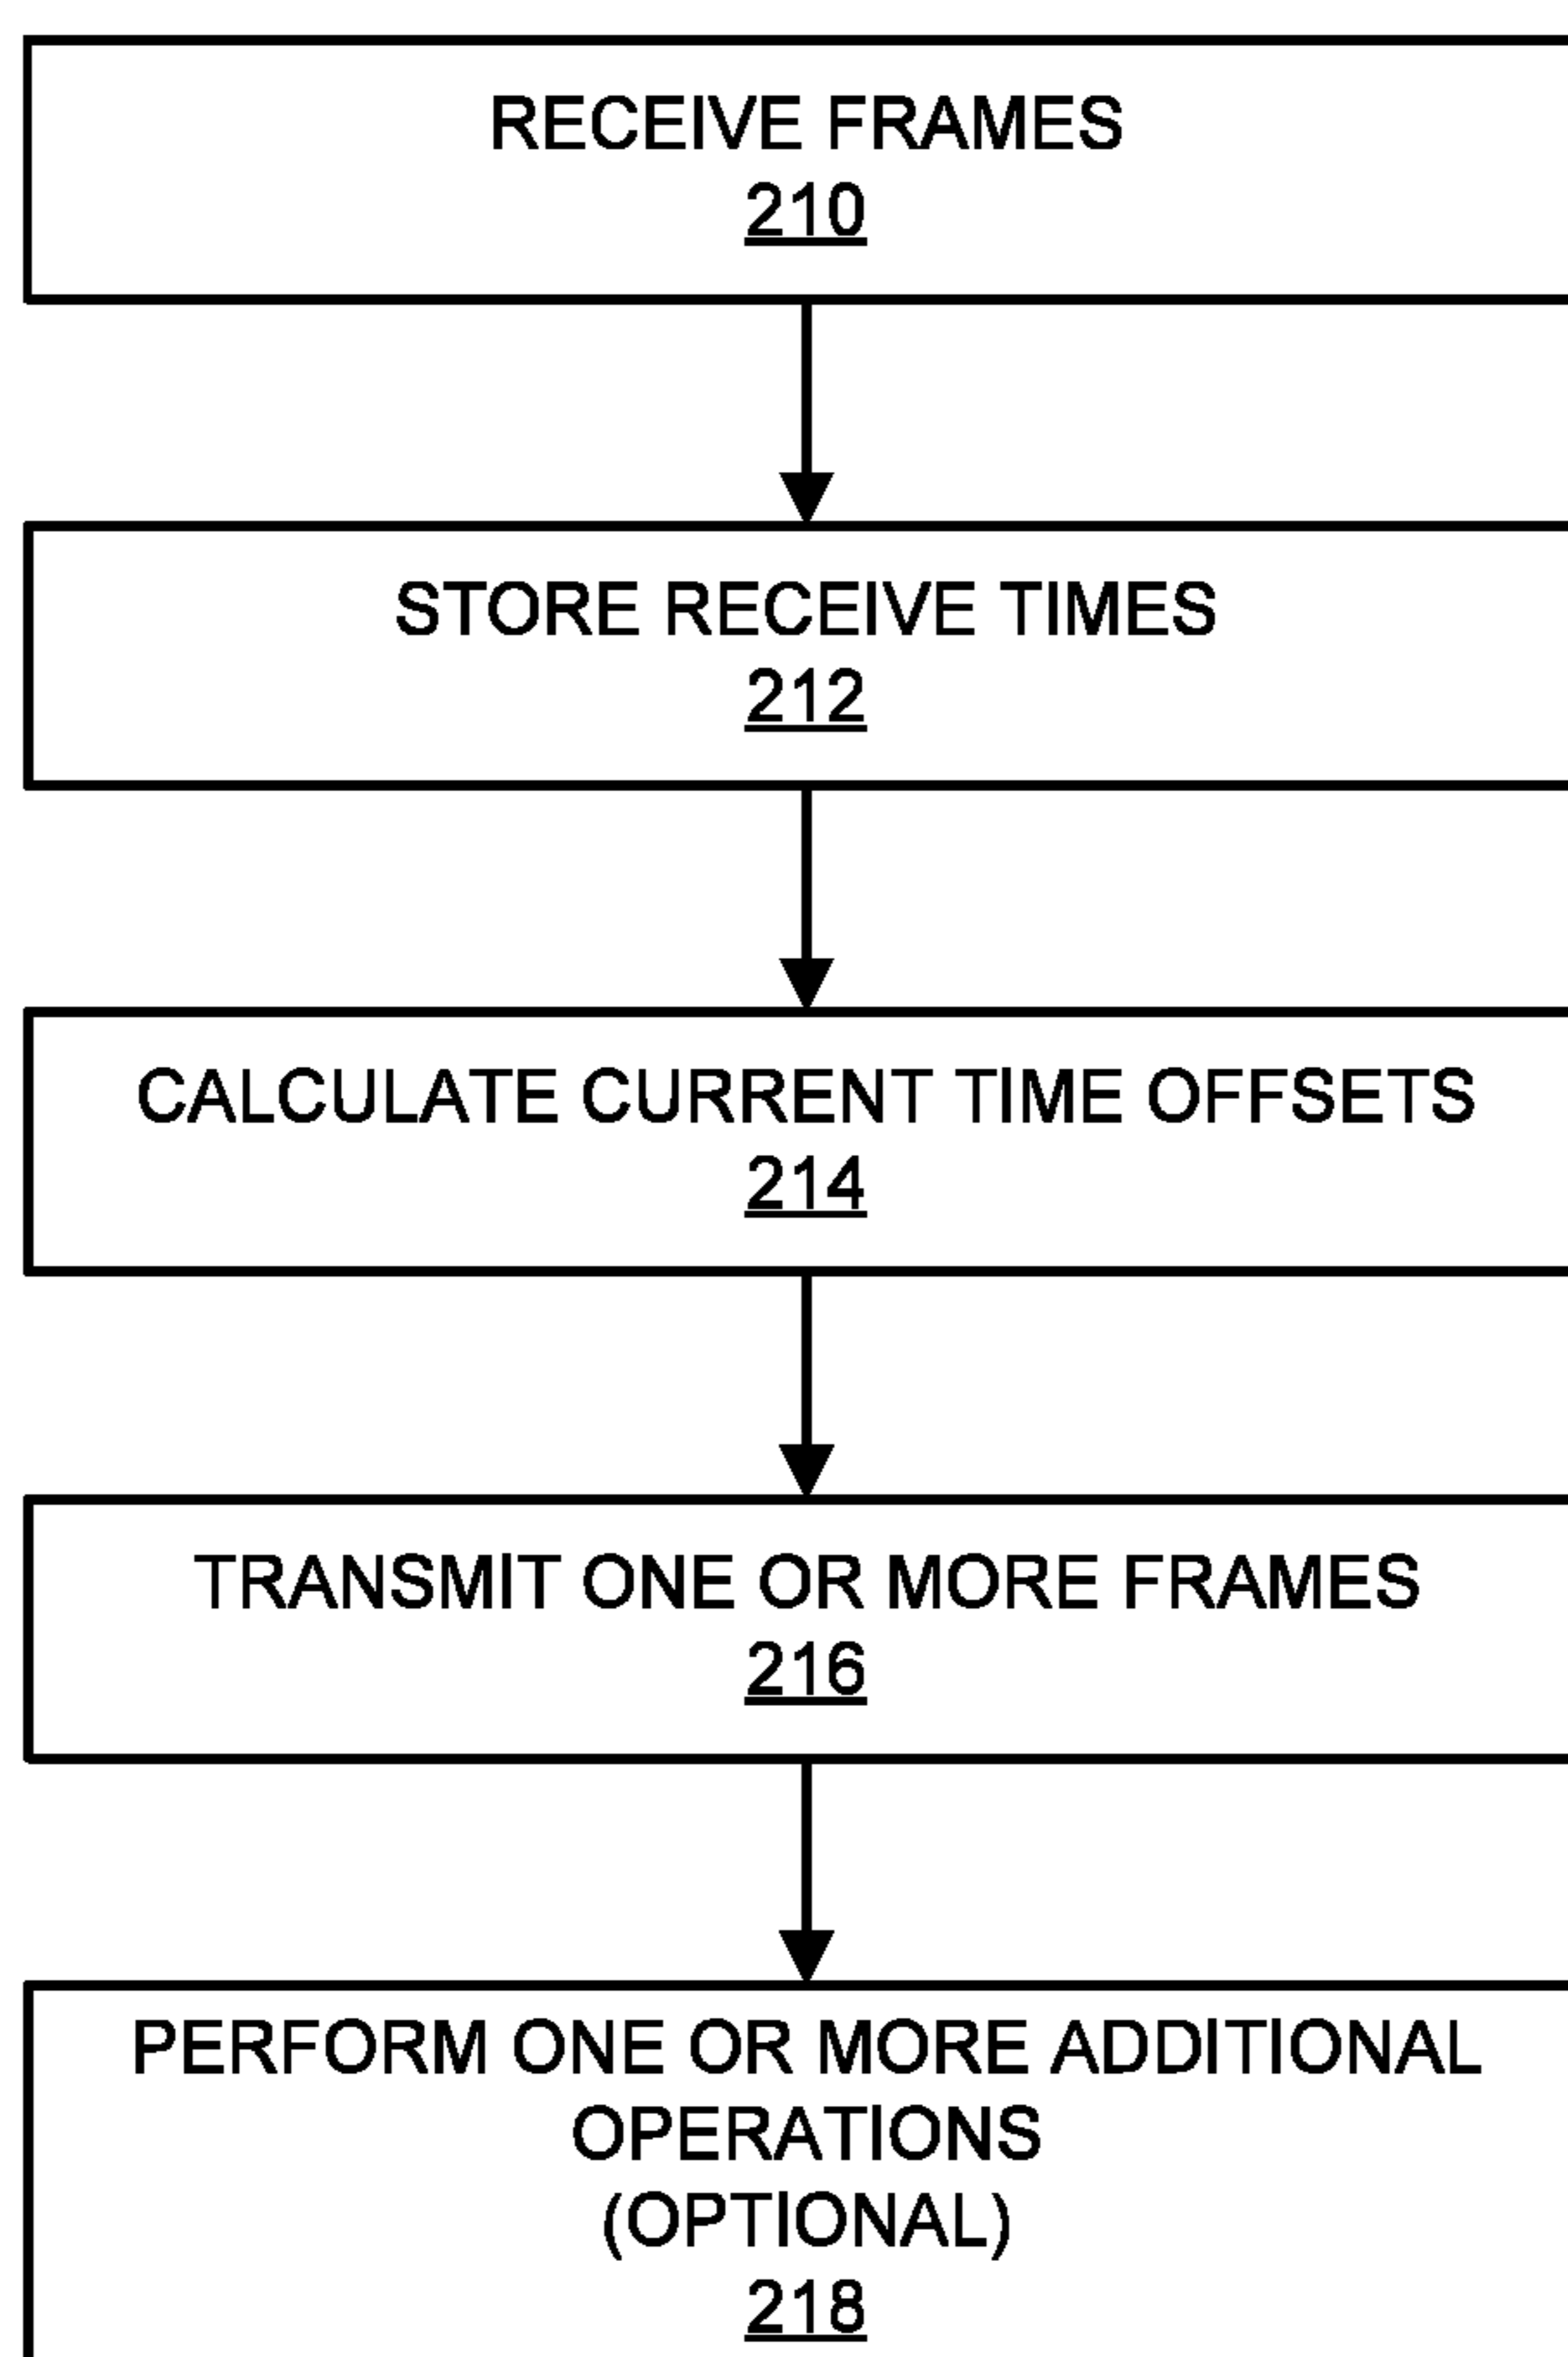 RECEIVE FRAMES
210
STORE RECEIVE TIMES
212
CALCULATE CURRENT TIME OFFSETS
214
TRANSMIT ONE OR MORE FRAMES
216
PERFORM ONE OR MORE ADDITIONAL
OPERATIONS
(OPTIONAL)
218